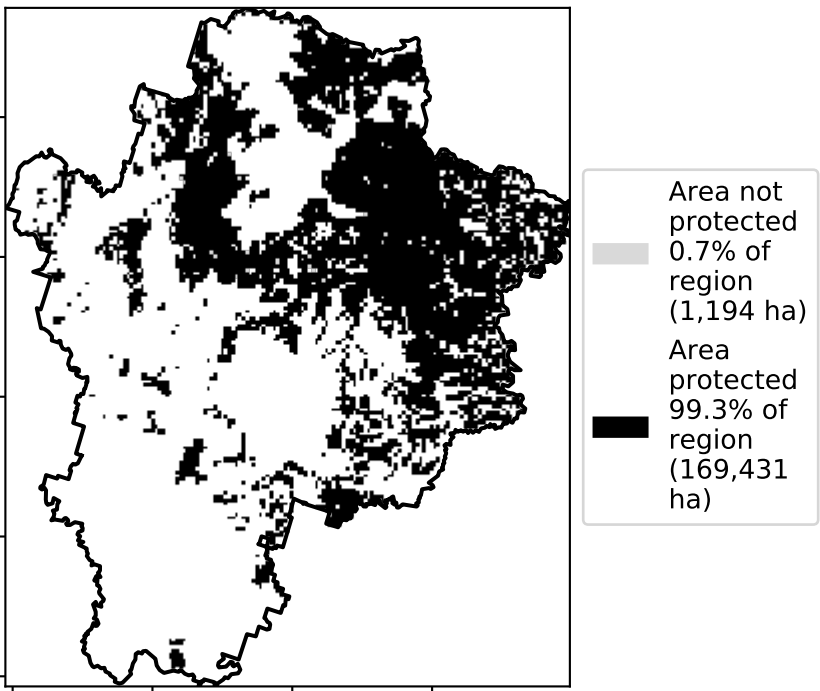 Area not
protected
0.7% of
region
(1,194 ha)
Area
protected
99.3% of
region
(169,431
ha)